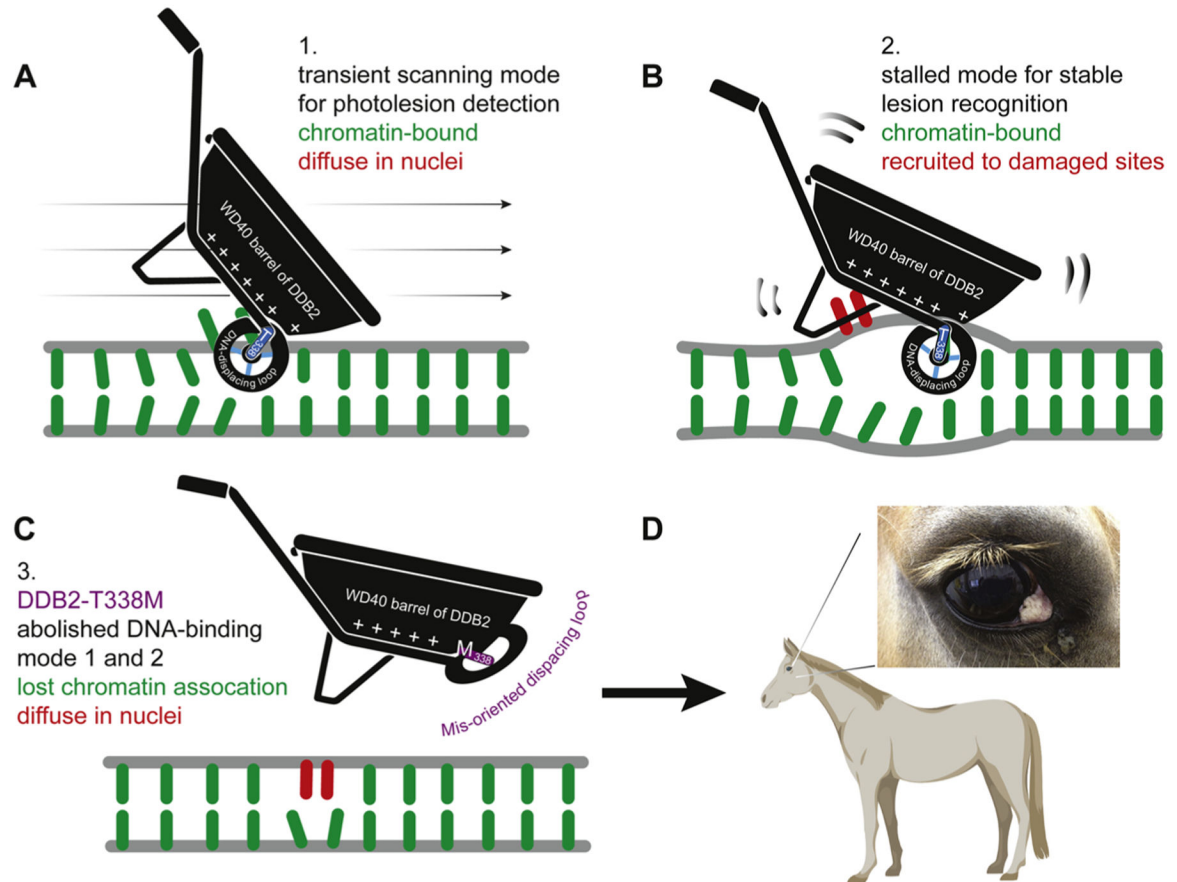 A
1.
transient scanning mode
for photolesion detection
chromatin-bound
diffuse in nuclei
WD40 barrel of DDB2
+ + + + + + +
T
338
DNA-displacing loop
B
2.
stalled mode for stable
lesion recognition
chromatin-bound
recruited to damaged sites
WD40 barrel of DDB2
+ + + + + + +
T
338
DNA-displacing loop
C
3.
DDB2-T338M
abolished DNA-binding
mode 1 and 2
lost chromatin assocation
diffuse in nuclei
WD40 barrel of DDB2
+ + + + +
M
338
Mis-oriented dispacing loop
D